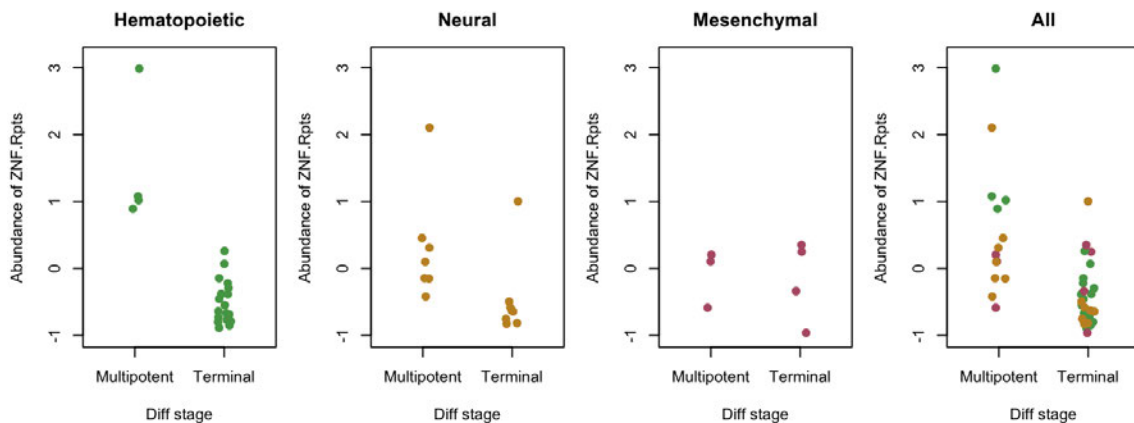 Hematopoietic
Neural
Mesenchymal
All
Abundance of ZNF.Rpts
3
2
1
0
-1
Multipotent Terminal
Diff stage
Abundance of ZNF.Rpts
3
2
1
0
-1
Multipotent Terminal
Diff stage
Abundance of ZNF.Rpts
3
2
1
0
-1
Multipotent Terminal
Diff stage
Abundance of ZNF.Rpts
3
2
1
0
-1
Multipotent Terminal
Diff stage